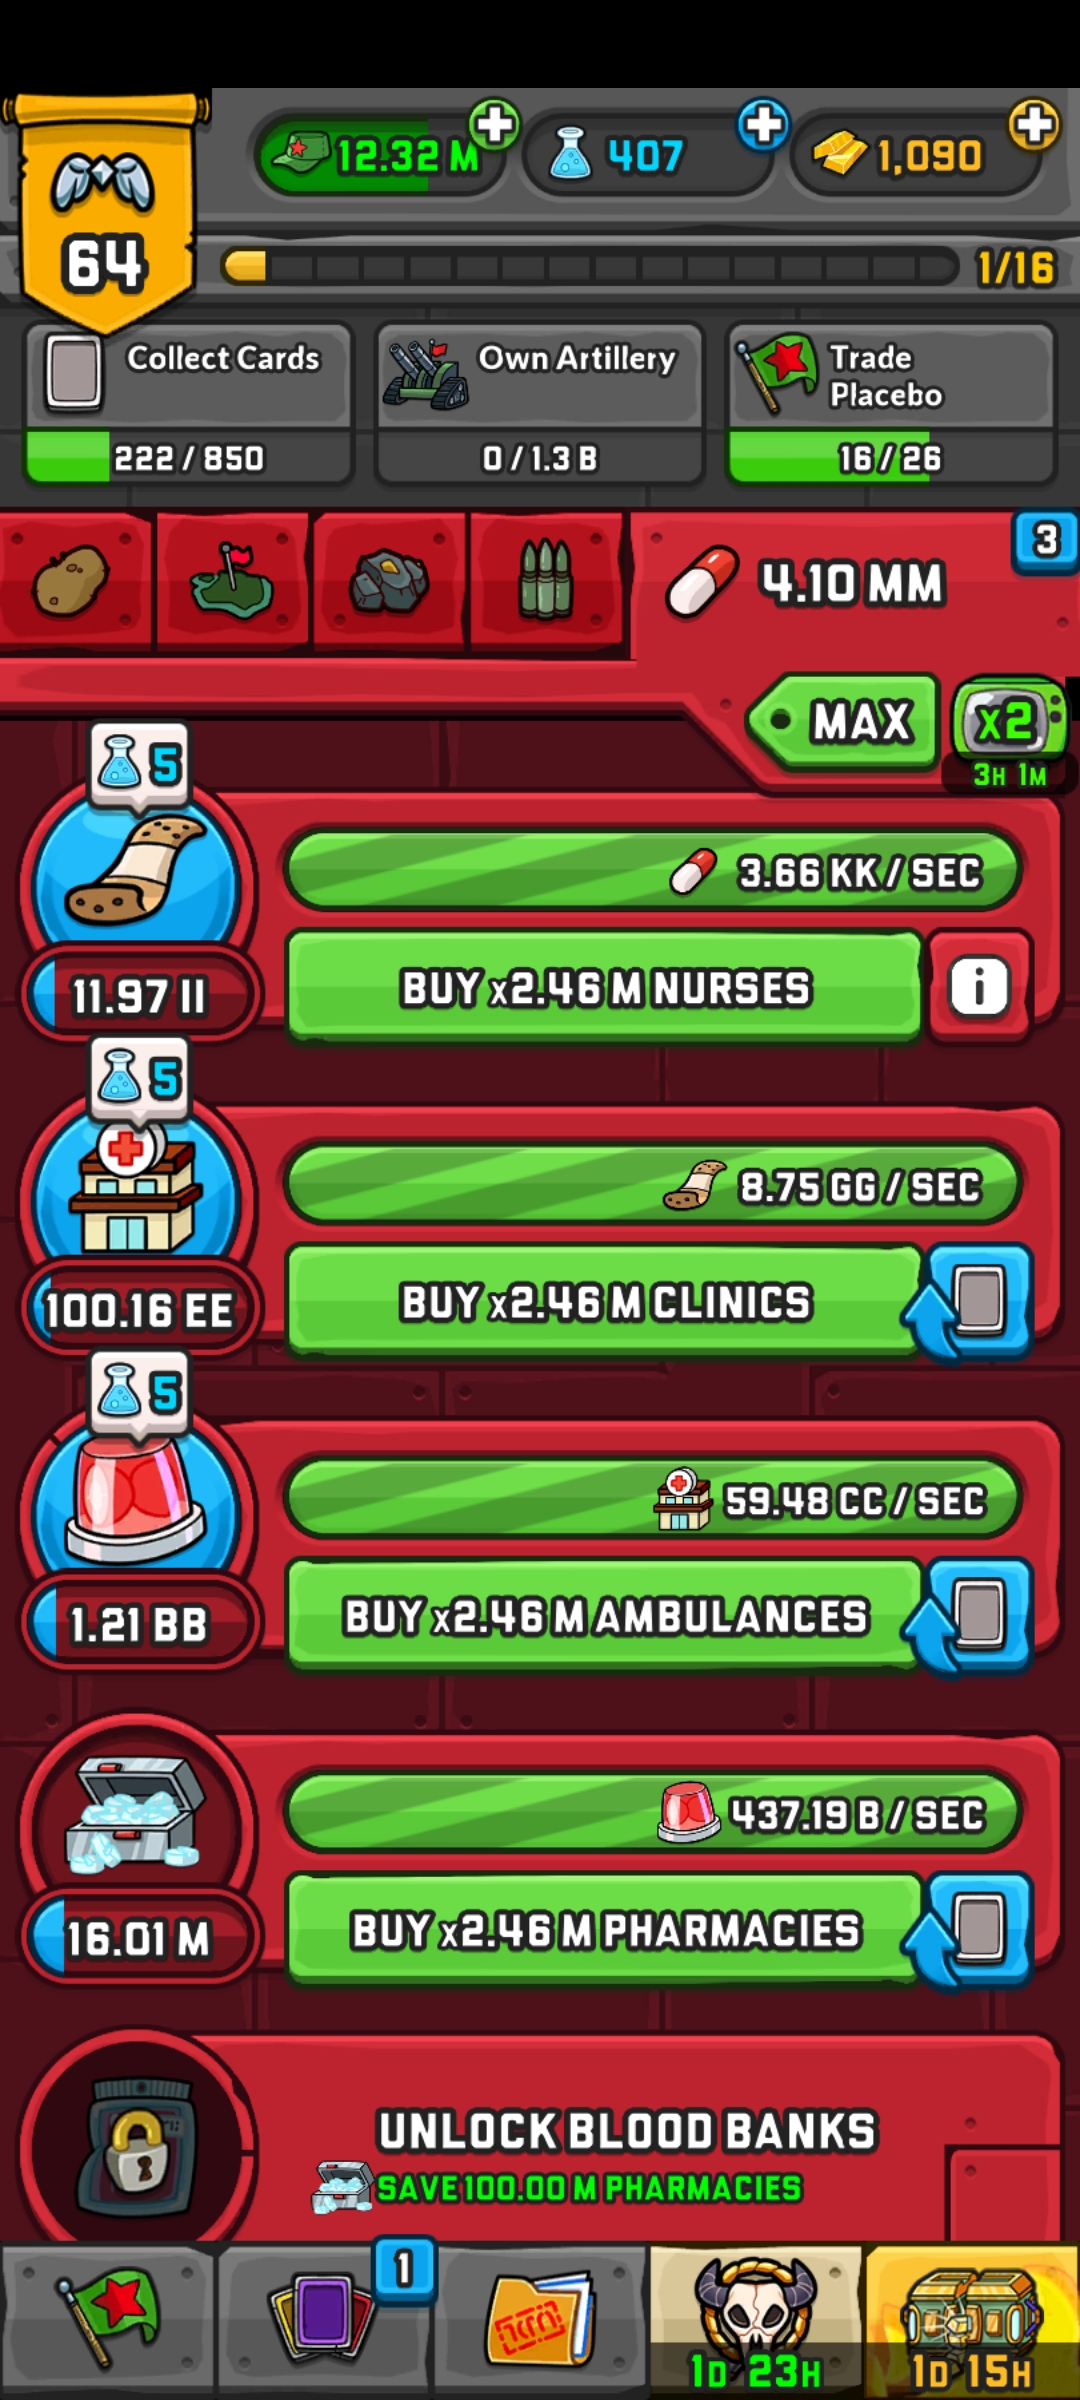 12.32 M
407
1,090
64
1/16
Collect Cards
222 / 850
Own Artillery
0 / 1.3 B
Trade
Placebo
16 / 26
4.10 MM
3
MAX
x2
3H 1M
5
3.66 KK / SEC
11.97 II
BUY x2.46 M NURSES
i
5
8.75 GG / SEC
100.16 EE
BUY x2.46 M CLINICS
5
59.48 CC / SEC
1.21 BB
BUY x2.46 M AMBULANCES
437.19 B / SEC
16.01 M
BUY x2.46 M PHARMACIES
UNLOCK BLOOD BANKS
SAVE 100.00 M PHARMACIES
1
1D 23H
1D 15H